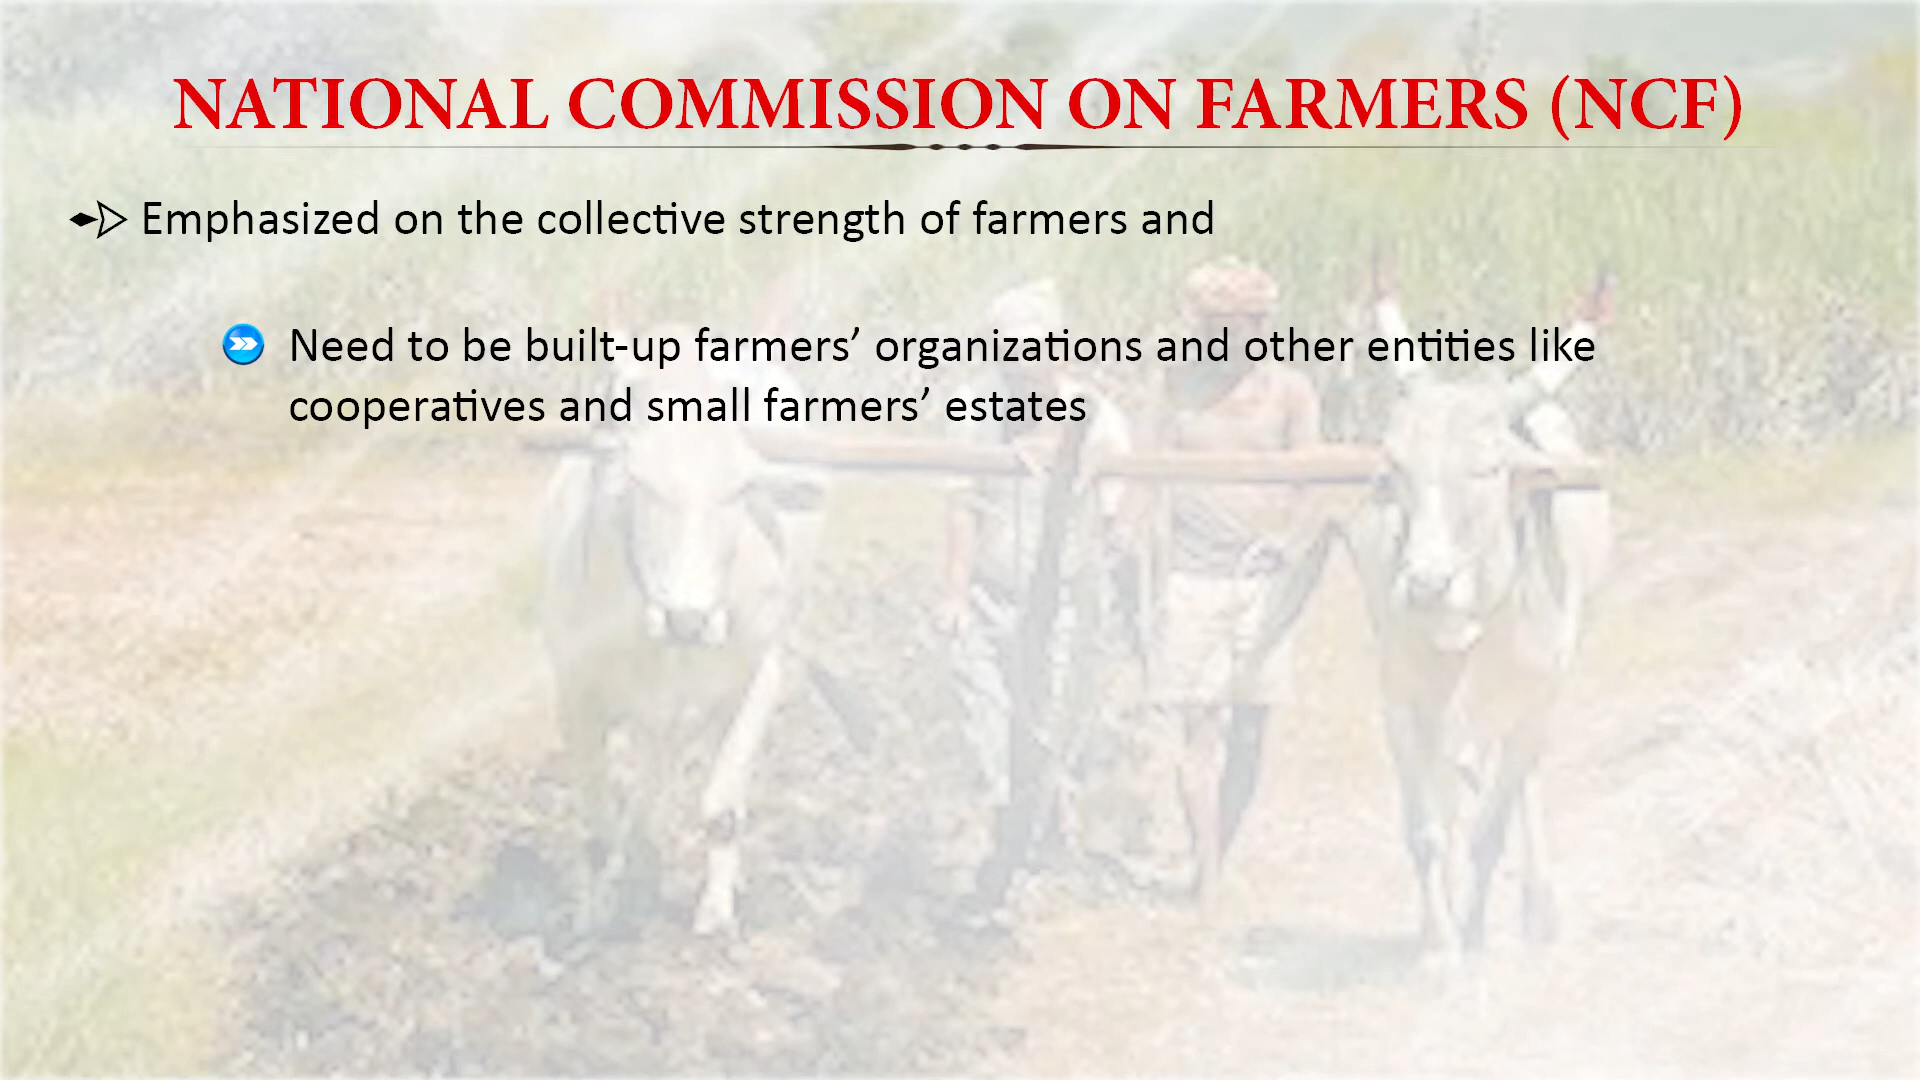 NATIONAL COMMISSION ON FARMERS (NCF)
Emphasized on the collective strength of farmers and
Need to be built-up farmers’ organizations and other entities like
cooperatives and small farmers’ estates